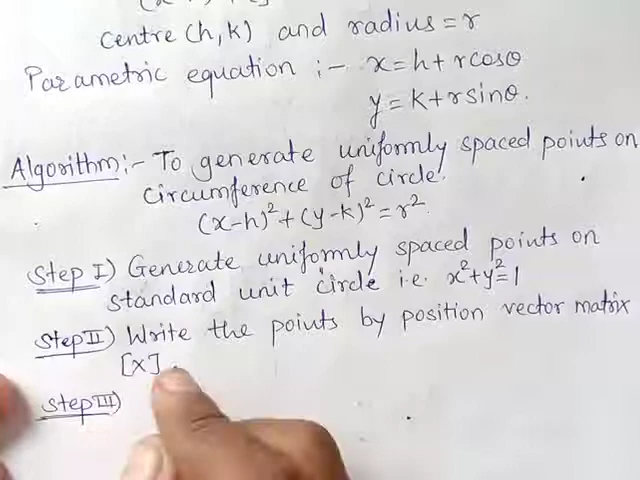 centre (h, k) and radius = r
Parametric equation :- x = h + r cosθ
y = k + r sinθ.
Algorithm :- To generate uniformly spaced points on
circumference of circle.
(x-h)² + (y-k)² = r².
Step I) Generate uniformly spaced points on
standard unit circle i.e. x² + y² = 1
Step II) Write the points by position vector matrix
[X].
Step III)